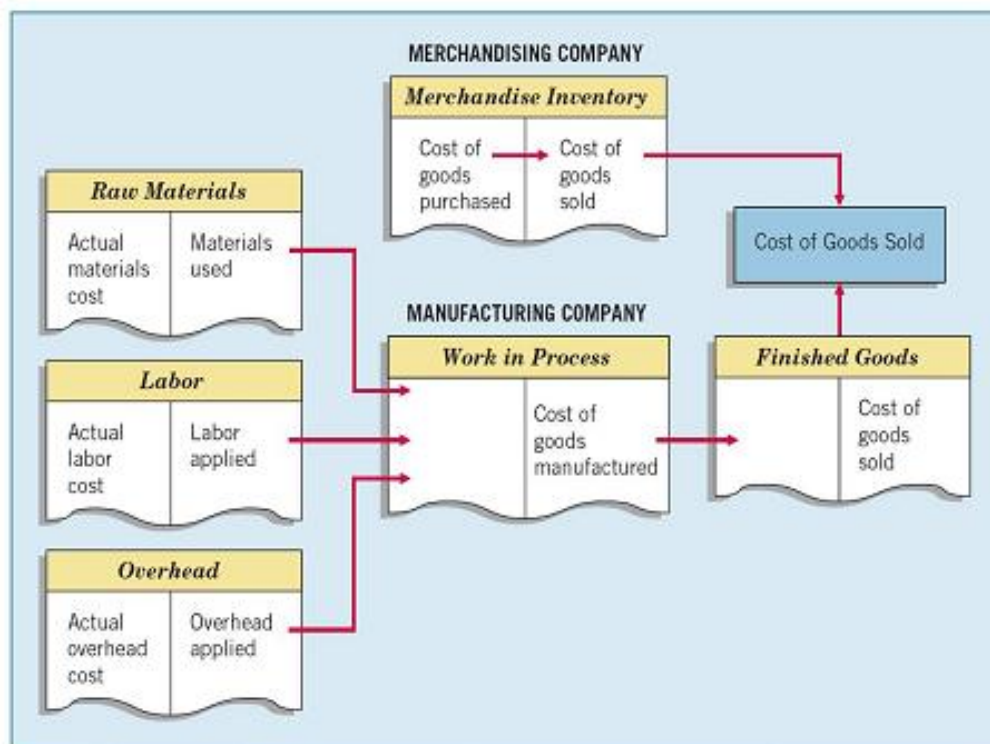 MERCHANDISING COMPANY
Merchandise Inventory
Cost of
goods
purchased
Cost of
goods
sold
Raw Materials
Actual
materials
cost
Materials
used
Cost of Goods Sold
MANUFACTURING COMPANY
Labor
Actual
labor
cost
Labor
applied
Work in Process
Cost of
goods
manufactured
Finished Goods
Cost of
goods
sold
Overhead
Actual
overhead
cost
Overhead
applied